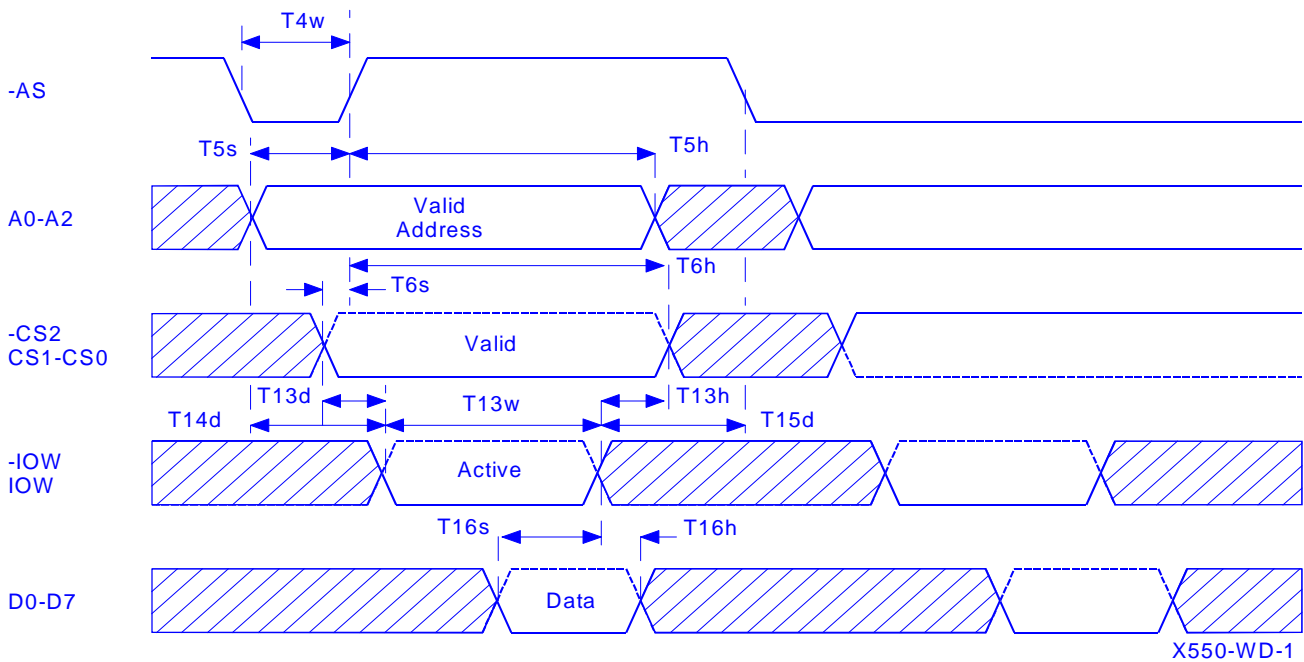 T4w
-AS
T5s
T5h
A0-A2
Valid
Address
T6h
T6s
-CS2
CS1-CS0
Valid
T13d
T13w
T13h
T14d
T15d
-IOW
IOW
Active
T16s
T16h
D0-D7
Data
X550-WD-1